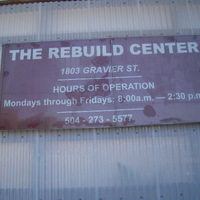 THE REBUILD CENTER
1803 GRAVIER ST.
HOURS OF OPERATION
Mondays through Fridays: 8:00a.m. — 2:30 p.m.
504 - 273 - 5577